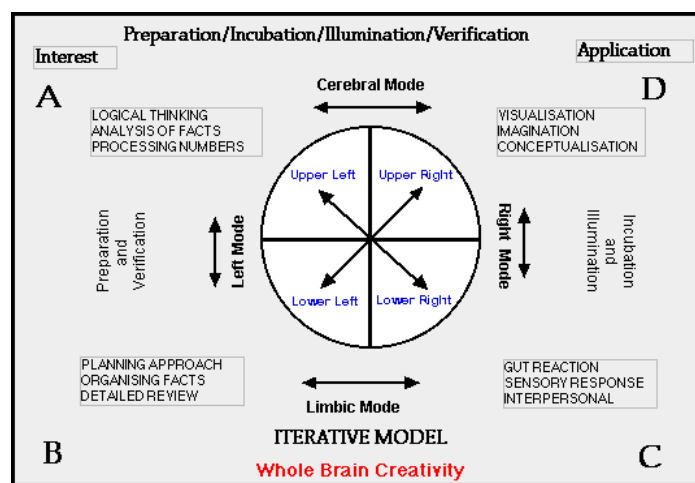 Preparation/Incubation/Illumination/Verification
Interest
Application
A
Cerebral Mode
D
LOGICAL THINKING
ANALYSIS OF FACTS
PROCESSING NUMBERS
VISUALISATION
IMAGINATION
CONCEPTUALISATION
Upper Left
Upper Right
Preparation
and
Verification
Left Mode
Right Mode
Incubation
and
Illumination
Lower Left
Lower Right
PLANNING APPROACH
ORGANISING FACTS
DETAILED REVIEW
GUT REACTION
SENSORY RESPONSE
INTERPERSONAL
Limbic Mode
B
ITERATIVE MODEL
C
Whole Brain Creativity